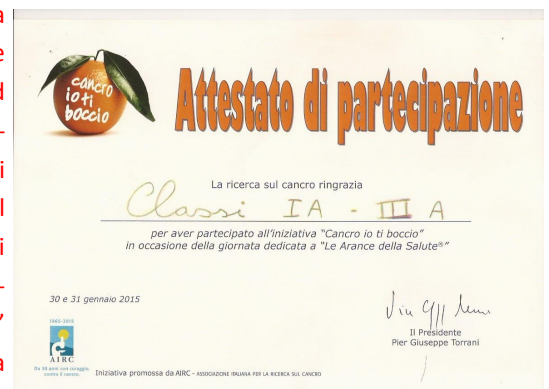 a
e
d
-
i
l
i
-
,
a
cancro
io ti
boccio
Attestato di partecipazione
La ricerca sul cancro ringrazia
Classi IA - III A
per aver partecipato all'iniziativa "Cancro io ti boccio"
in occasione della giornata dedicata a "Le Arance della Salute®"
30 e 31 gennaio 2015
Il Presidente
Pier Giuseppe Torrani
1965-2015
AIRC
Da 50 anni con coraggio,
contro il cancro.
Iniziativa promossa da AIRC - ASSOCIAZIONE ITALIANA PER LA RICERCA SUL CANCRO